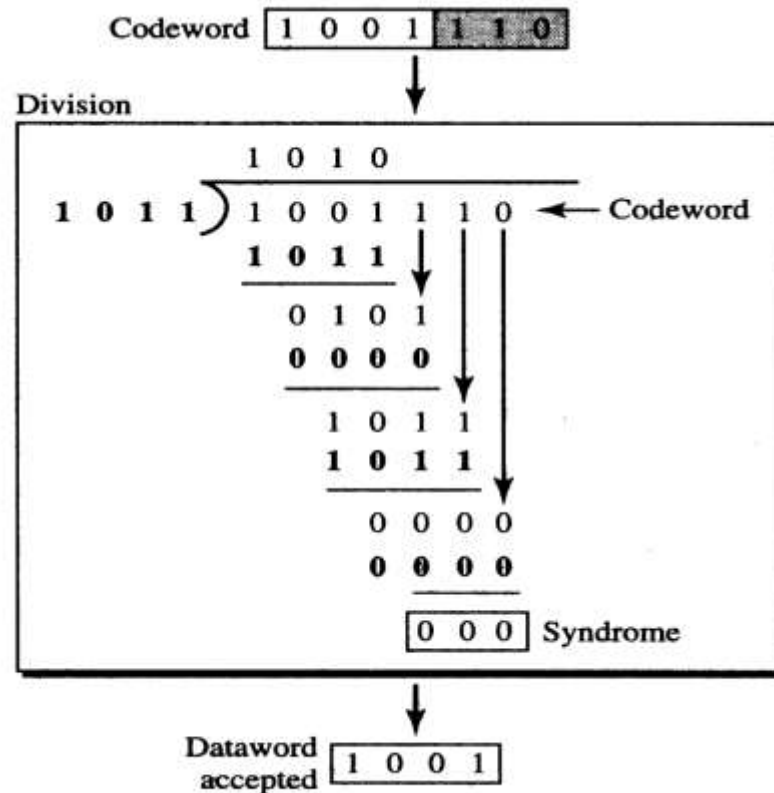 Codeword 1 0 0 1 1 1 0
Division
1 0 1 0
1 0 1 1 1 0 0 1 1 1 0 Codeword
1 0 1 1
0 1 0 1
0 0 0 0
1 0 1 1
1 0 1 1
0 0 0 0
0 0 0 0
0 0 0 Syndrome
Dataword
accepted 1 0 0 1